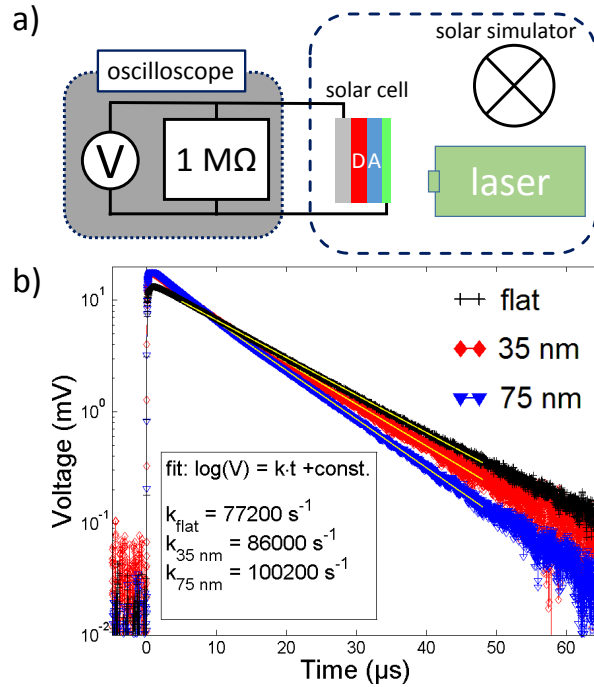 a)
solar simulator
oscilloscope
solar cell
V
1 MΩ
DA
laser
b)
10¹
10⁰
10⁻¹
10⁻²
Voltage (mV)
flat
35 nm
75 nm
fit: log(V) = k·t +const.
k_flat = 77200 s⁻¹
k_35 nm = 86000 s⁻¹
k_75 nm = 100200 s⁻¹
0 10 20 30 40 50 60
Time (μs)